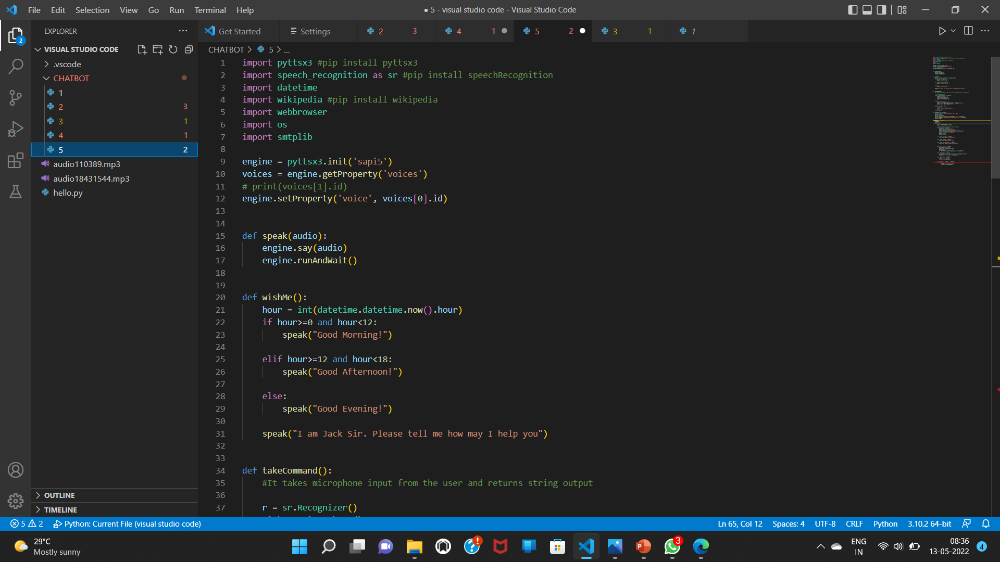 File Edit Selection View Go Run Terminal Help
● 5 - visual studio code - Visual Studio Code
EXPLORER
Get Started
Settings
2 3
4 1
5 2
3 1
1
VISUAL STUDIO CODE
.vscode
CHATBOT
1
2 3
3 1
4 1
5 2
audio110389.mp3
audio18431544.mp3
hello.py
OUTLINE
TIMELINE
CHATBOT > 5 > ...
1 import pyttsx3 #pip install pyttsx3
2 import speech_recognition as sr #pip install speechRecognition
3 import datetime
4 import wikipedia #pip install wikipedia
5 import webbrowser
6 import os
7 import smtplib
8
9 engine = pyttsx3.init('sapi5')
10 voices = engine.getProperty('voices')
11 # print(voices[1].id)
12 engine.setProperty('voice', voices[0].id)
13
14
15 def speak(audio):
16     engine.say(audio)
17     engine.runAndWait()
18
19
20 def wishMe():
21     hour = int(datetime.datetime.now().hour)
22     if hour>=0 and hour<12:
23         speak("Good Morning!")
24
25     elif hour>=12 and hour<18:
26         speak("Good Afternoon!")
27
28     else:
29         speak("Good Evening!")
30
31     speak("I am Jack Sir. Please tell me how may I help you")
32
33
34 def takeCommand():
35     #It takes microphone input from the user and returns string output
36
37     r = sr.Recognizer()
5 2 Python: Current File (visual studio code)
Ln 65, Col 12 Spaces: 4 UTF-8 CRLF Python 3.10.2 64-bit
29°C
Mostly sunny
3
ENG
IN
08:36
13-05-2022
4